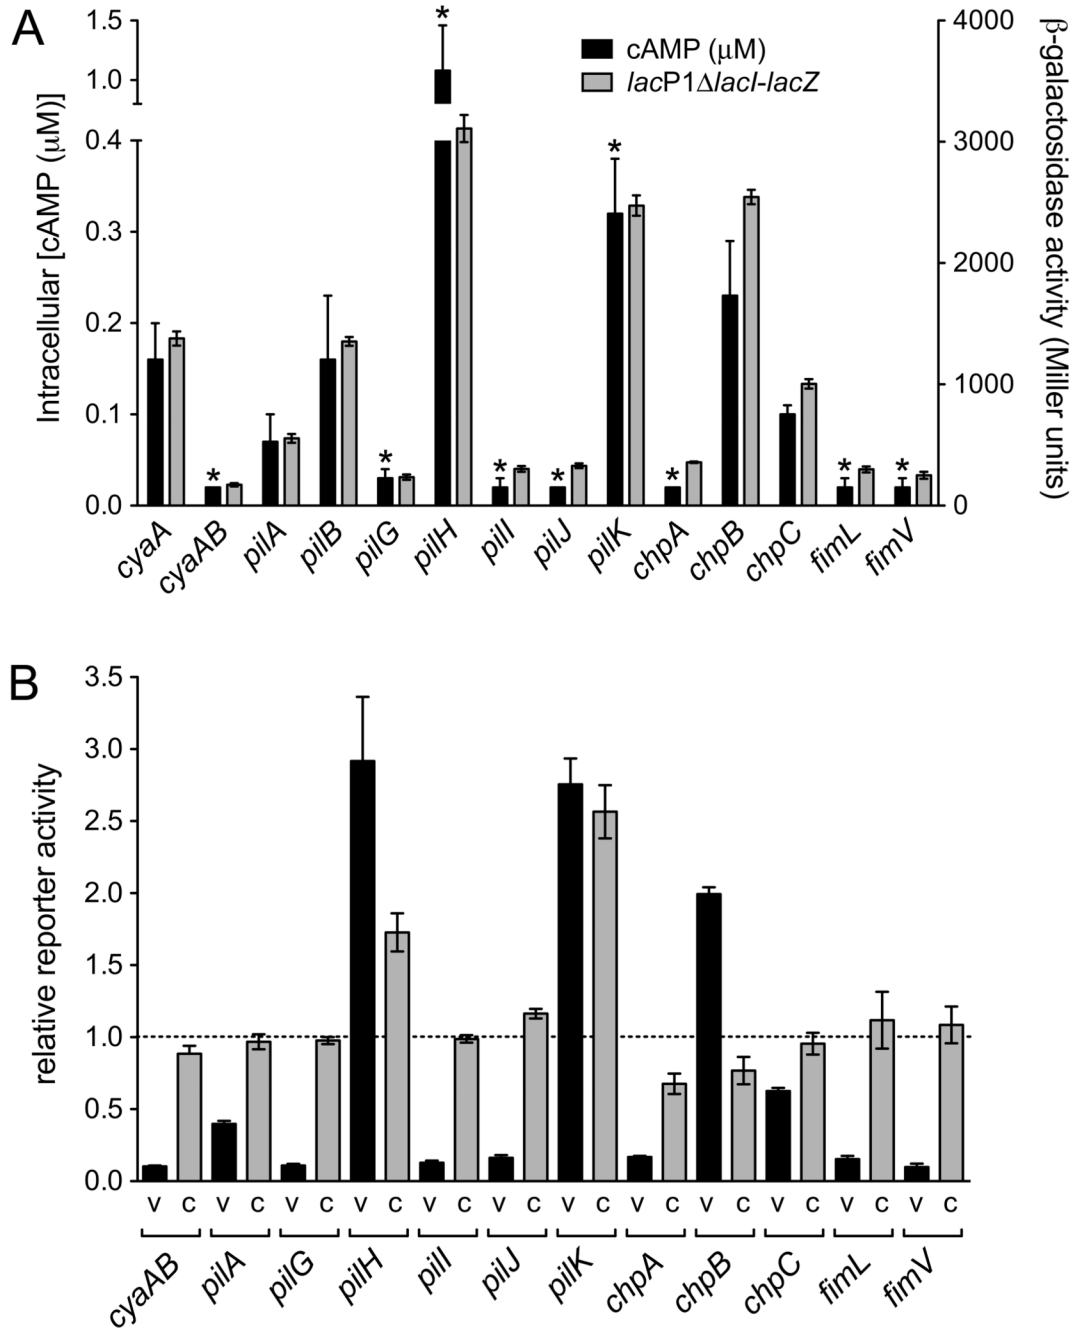 A
Intracellular [cAMP (μM)]
1.5
1.0
0.4
0.3
0.2
0.1
0.0
cAMP (μM)
lacP1ΔlacI-lacZ
4000
3000
2000
1000
0
β-galactosidase activity (Miller units)
* * * * * * * * *
cyaA cyaAB pilA pilB pilG pilH pilI pilJ pilK chpA chpB chpC fimL fimV
B
relative reporter activity
3.5
3.0
2.5
2.0
1.5
1.0
0.5
0.0
v c v c v c v c v c v c v c v c v c v c v c v c
cyaAB pilA pilG pilH pilI pilJ pilK chpA chpB chpC fimL fimV